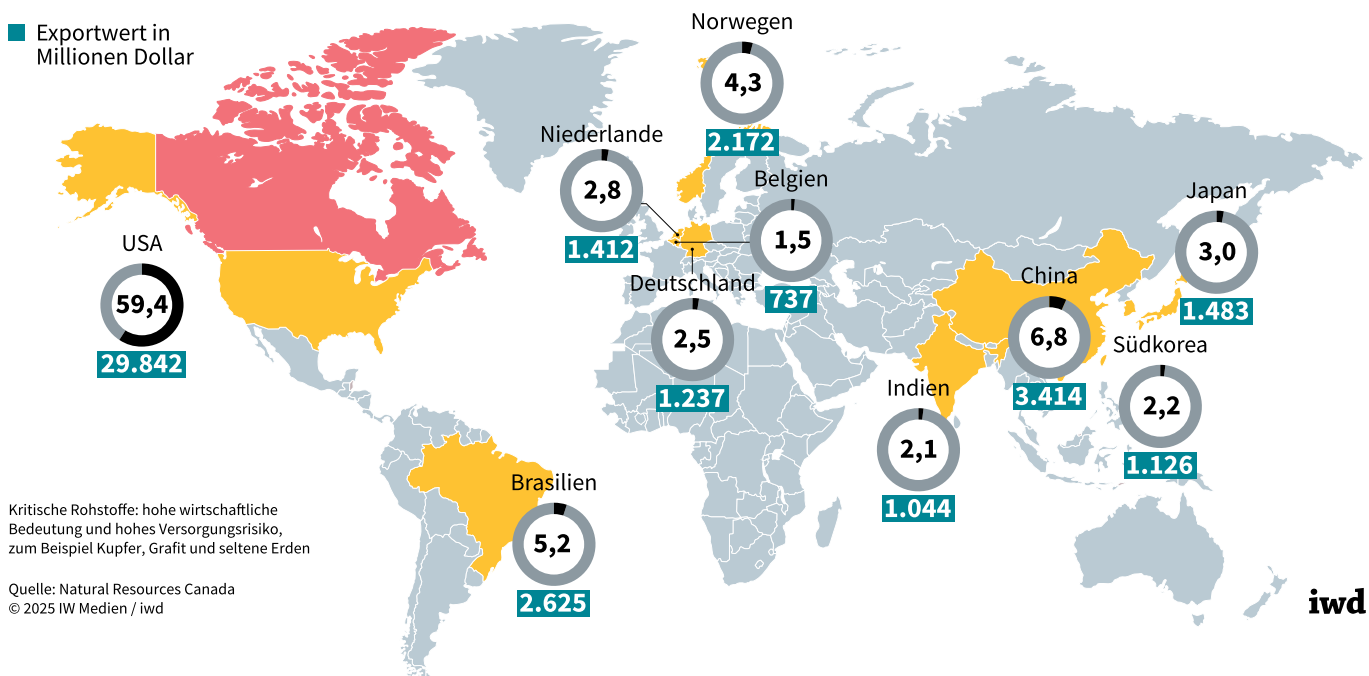 Exportwert in
Millionen Dollar
Norwegen
4,3
2.172
Niederlande
2,8
1.412
Belgien
1,5
737
Japan
3,0
1.483
USA
59,4
29.842
Deutschland
2,5
1.237
China
6,8
3.414
Südkorea
2,2
1.126
Indien
2,1
1.044
Brasilien
5,2
2.625
Kritische Rohstoffe: hohe wirtschaftliche
Bedeutung und hohes Versorgungsrisiko,
zum Beispiel Kupfer, Grafit und seltene Erden
Quelle: Natural Resources Canada
© 2025 IW Medien / iwd
iwd